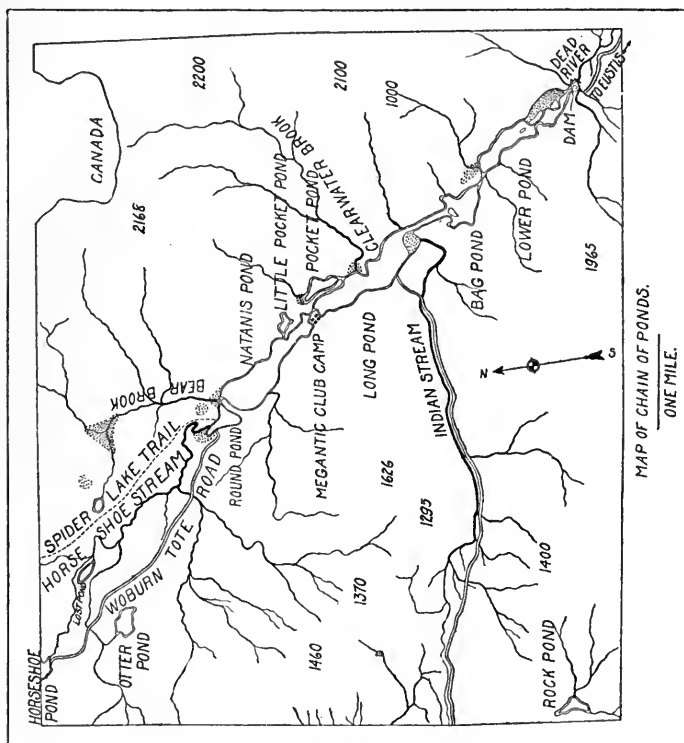 CANADA
2200
2100
1000
DEAD
RIVER
TO EUSTIS
DAM
2168
CLEARWATER BROOK
LITTLE POCKET POND
POCKET POND
NATANIS POND
BEAR BROOK
LOWER POND
1965
BAG POND
SPIDER LAKE TRAIL
HORSE SHOE STREAM
LOST POND
WOBURN TOTE ROAD
ROUND POND
MEGANTIC CLUB CAMP
LONG POND
INDIAN STREAM
N
S
HORSESHOE
POND
OTTER
POND
1626
1295
1370
1460
1400
ROCK POND
MAP OF CHAIN OF PONDS.
ONE MILE.